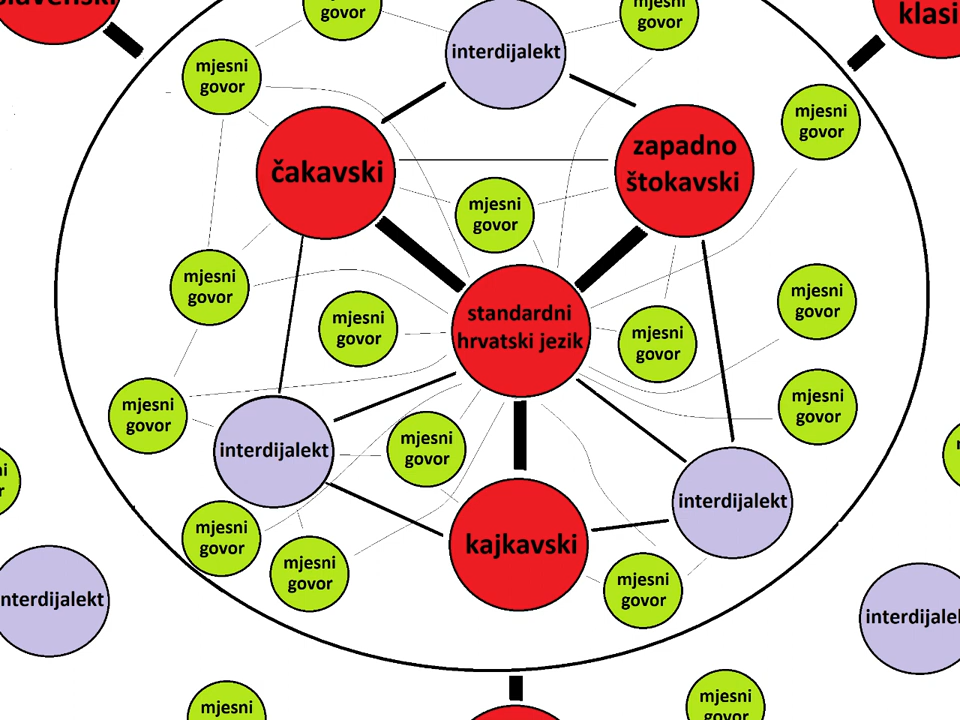 slavenski
klasi
mjesni
govor
mjesni
govor
interdijalekt
mjesni
govor
mjesni
govor
čakavski
zapadno
štokavski
mjesni
govor
mjesni
govor
standardni
hrvatski jezik
mjesni
govor
mjesni
govor
mjesni
govor
mjesni
govor
mjesni
govor
interdijalekt
mjesni
govor
interdijalekt
mjesni
govor
kajkavski
mjesni
govor
mjesni
govor
interdijalekt
interdijalek
mjesni
mjesni
govor